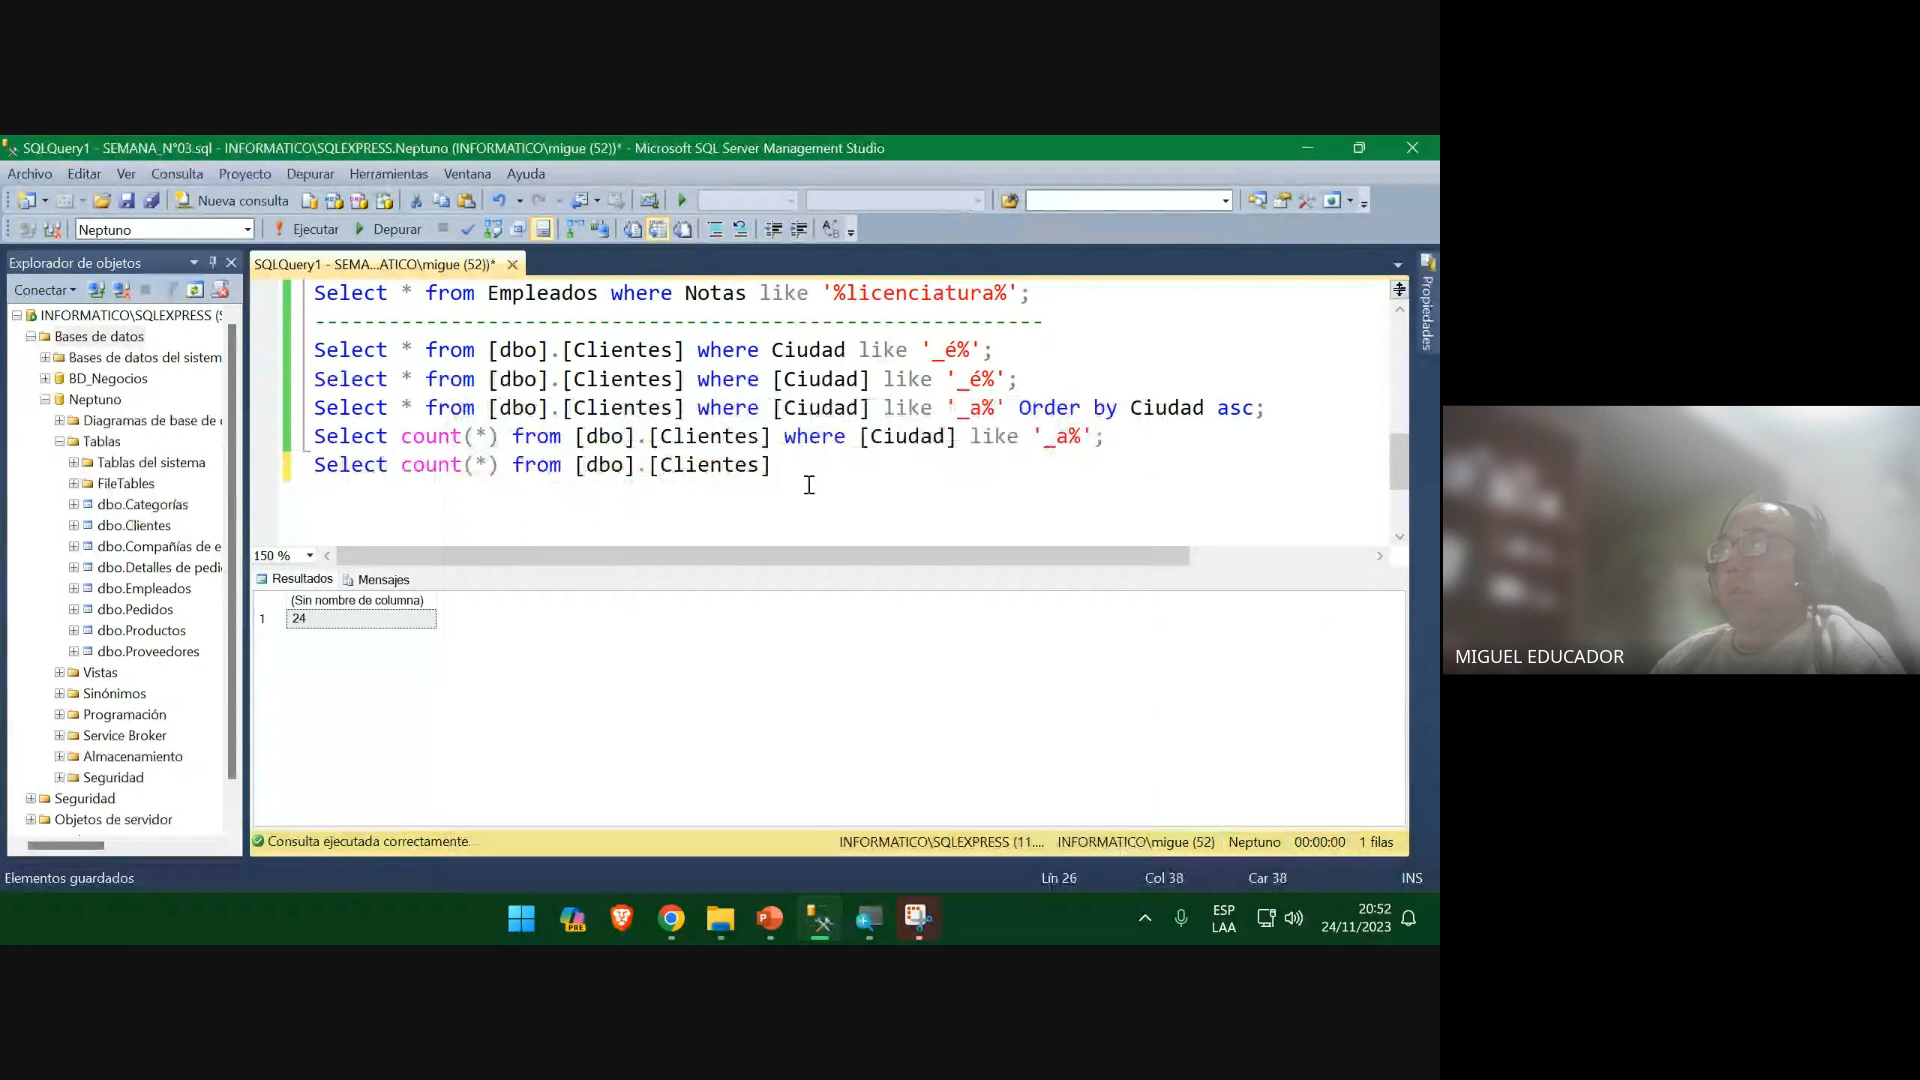 SQLQuery1 - SEMANA_N°03.sql - INFORMATICO\SQLEXPRESS.Neptuno (INFORMATICO\migue (52))* - Microsoft SQL Server Management Studio
Archivo Editar Ver Consulta Proyecto Depurar Herramientas Ventana Ayuda
Nueva consulta
Neptuno Ejecutar Depurar
Explorador de objetos
SQLQuery1 - SEMA...ATICO\migue (52))*
Conectar
INFORMATICO\SQLEXPRESS (
Bases de datos
Bases de datos del sistem
BD_Negocios
Neptuno
Diagramas de base de
Tablas
Tablas del sistema
FileTables
dbo.Categorías
dbo.Clientes
dbo.Compañías de e
dbo.Detalles de pedi
dbo.Empleados
dbo.Pedidos
dbo.Productos
dbo.Proveedores
Vistas
Sinónimos
Programación
Service Broker
Almacenamiento
Seguridad
Seguridad
Objetos de servidor
Select * from Empleados where Notas like '%licenciatura%';
-----------------------------------------------------------
Select * from [dbo].[Clientes] where Ciudad like '_é%';
Select * from [dbo].[Clientes] where [Ciudad] like '_é%';
Select * from [dbo].[Clientes] where [Ciudad] like '_a%' Order by Ciudad asc;
Select count(*) from [dbo].[Clientes] where [Ciudad] like '_a%';
Select count(*) from [dbo].[Clientes]
150 %
Resultados Mensajes
(Sin nombre de columna)
1 24
Consulta ejecutada correctamente.
INFORMATICO\SQLEXPRESS (11.... INFORMATICO\migue (52) Neptuno 00:00:00 1 filas
Propiedades
Elementos guardados
Lín 26 Col 38 Car 38 INS
ESP
LAA
20:52
24/11/2023
PRE
MIGUEL EDUCADOR